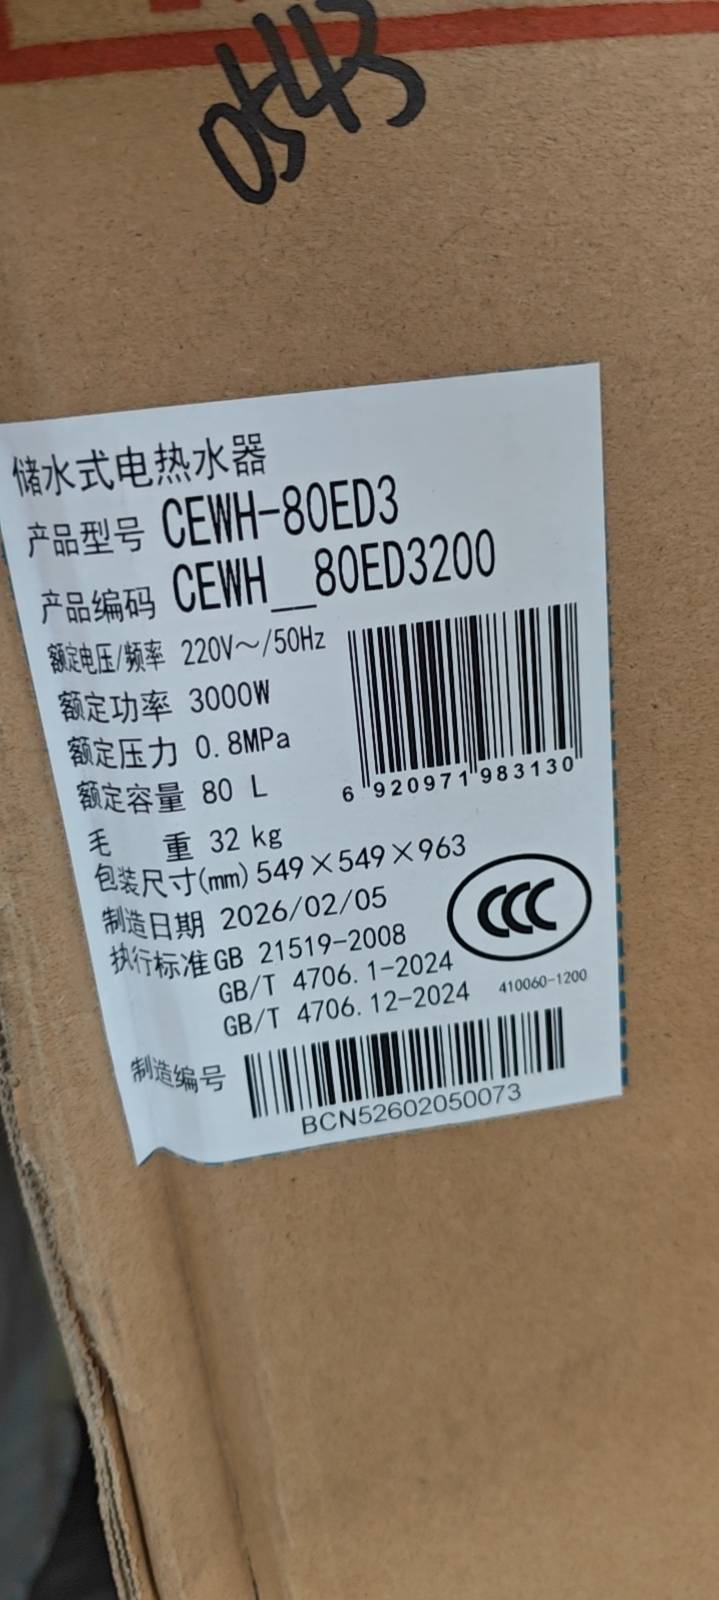 0543
储水式电热水器
产品型号 CEWH-80ED3
产品编码 CEWH__80ED3200
额定电压/频率 220V～/50Hz
额定功率 3000W
额定压力 0.8MPa
额定容量 80 L
6 920971 983130
毛 重 32 kg
包装尺寸(mm) 549×549×963
制造日期 2026/02/05
CCC
执行标准 GB 21519-2008
GB/T 4706.1-2024
GB/T 4706.12-2024
410060-1200
制造编号
BCN52602050073